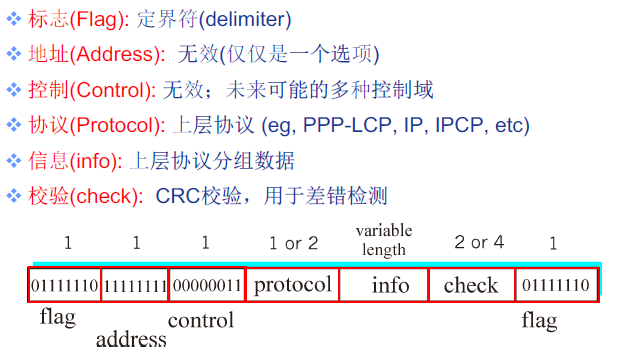 标志(Flag): 定界符(delimiter)
地址(Address): 无效(仅仅是一个选项)
控制(Control): 无效；未来可能的多种控制域
协议(Protocol): 上层协议 (eg, PPP-LCP, IP, IPCP, etc)
信息(info): 上层协议分组数据
校验(check): CRC校验，用于差错检测
1 1 1 1 or 2 variable length 2 or 4 1
01111110 11111111 00000011 protocol info check 01111110
flag address control flag